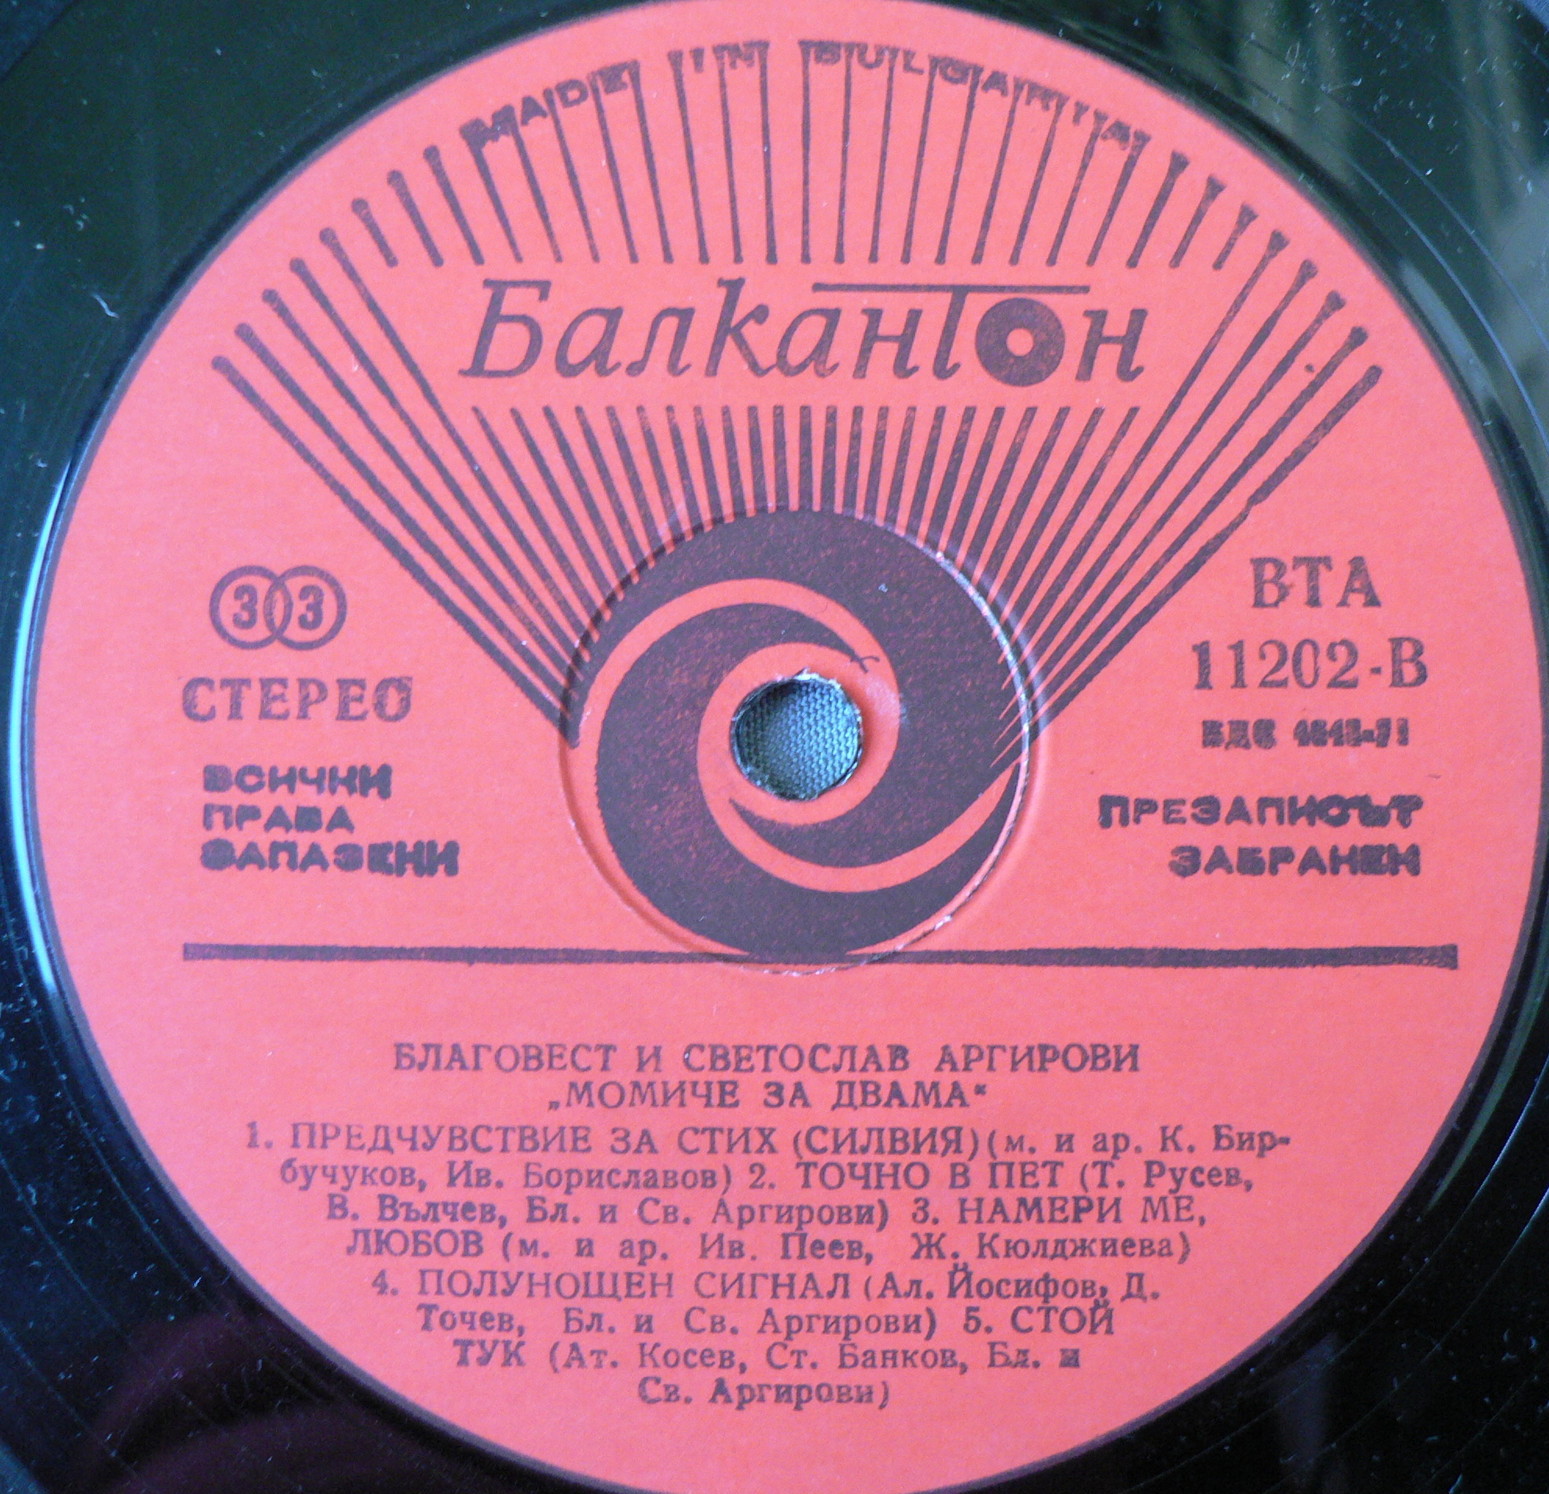 MADE IN BULGARIA
Балкантон
33
СТЕРЕО
ВСИЧКИ
ПРАВА
ЗАПАЗЕНИ
ВТА
11202-В
БДС
ПРЕЗАПИСЪТ
ЗАБРАНЕН
БЛАГОВЕСТ И СВЕТОСЛАВ АРГИРОВИ
„МОМИЧЕ ЗА ДВАМА“
1. ПРЕДЧУВСТВИЕ ЗА СТИХ (СИЛВИЯ) (м. и ар. К. Бир-
бучуков, Ив. Бориславов) 2. ТОЧНО В ПЕТ (Т. Русев,
В. Вълчев, Бл. и Св. Аргирови) 3. НАМЕРИ МЕ,
ЛЮБОВ (м. и ар. Ив. Пеев, Ж. Кюлджиева)
4. ПОЛУНОЩЕН СИГНАЛ (Ал. Йосифов, Д.
Точев, Бл. и Св. Аргирови) 5. СТОЙ
ТУК (Ат. Косев, Ст. Банков, Бл. и
Св. Аргирови)